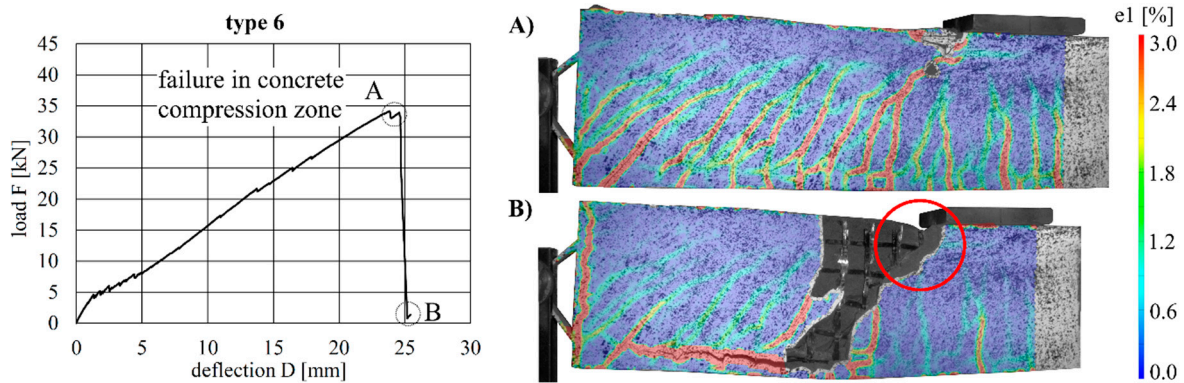 type 6
45
40
35
30
25
20
15
10
5
0
load F [kN]
failure in concrete
compression zone
A
B
0 5 10 15 20 25 30
deflection D [mm]
A)
B)
e1 [%]
3.0
2.4
1.8
1.2
0.6
0.0